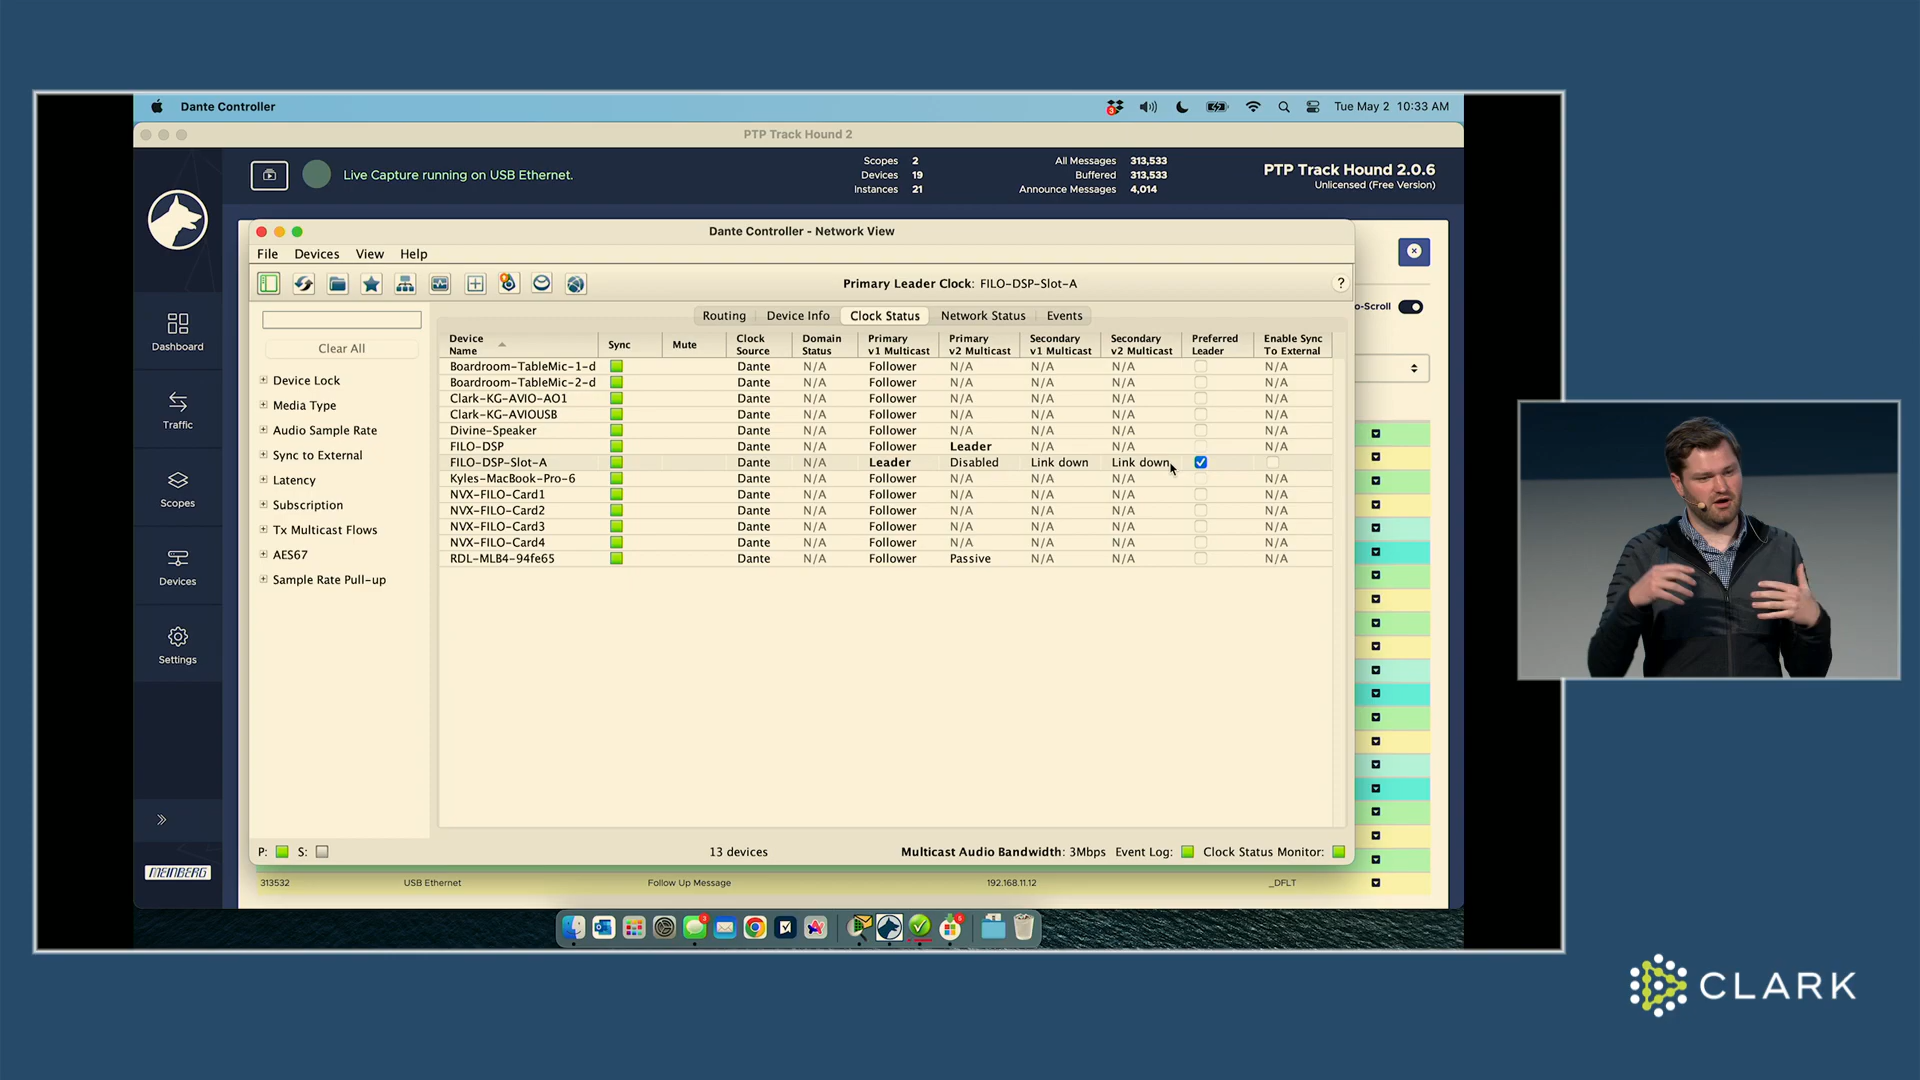 Dante Controller
Tue May 2 10:33 AM
PTP Track Hound 2
Live Capture running on USB Ethernet.
Scopes 2
Devices 19
Instances 21
All Messages 313,533
Buffered 313,533
Announce Messages 4,014
PTP Track Hound 2.0.6
Unlicensed (Free Version)
Dashboard
Traffic
Scopes
Devices
Settings
MEINBERG
Dante Controller - Network View
File Devices View Help
Primary Leader Clock: FILO-DSP-Slot-A
?
Routing Device Info Clock Status Network Status Events
o-Scroll
Clear All
Device Lock
Media Type
Audio Sample Rate
Sync to External
Latency
Subscription
Tx Multicast Flows
AES67
Sample Rate Pull-up
Device Name Sync Mute Clock Source Domain Status Primary v1 Multicast Primary v2 Multicast Secondary v1 Multicast Secondary v2 Multicast Preferred Leader Enable Sync To External
Boardroom-TableMic-1-d Dante N/A Follower N/A N/A N/A N/A
Boardroom-TableMic-2-d Dante N/A Follower N/A N/A N/A N/A
Clark-KG-AVIO-AO1 Dante N/A Follower N/A N/A N/A N/A
Clark-KG-AVIOUSB Dante N/A Follower N/A N/A N/A N/A
Divine-Speaker Dante N/A Follower N/A N/A N/A N/A
FILO-DSP Dante N/A Follower Leader N/A N/A N/A
FILO-DSP-Slot-A Dante N/A Leader Disabled Link down Link down
Kyles-MacBook-Pro-6 Dante N/A Follower N/A N/A N/A N/A
NVX-FILO-Card1 Dante N/A Follower N/A N/A N/A N/A
NVX-FILO-Card2 Dante N/A Follower N/A N/A N/A N/A
NVX-FILO-Card3 Dante N/A Follower N/A N/A N/A N/A
NVX-FILO-Card4 Dante N/A Follower N/A N/A N/A N/A
RDL-MLB4-94fe65 Dante N/A Follower Passive N/A N/A N/A
P: S:
13 devices
Multicast Audio Bandwidth: 3Mbps Event Log: Clock Status Monitor:
313532 USB Ethernet Follow Up Message 192.168.11.12 _DFLT
CLARK